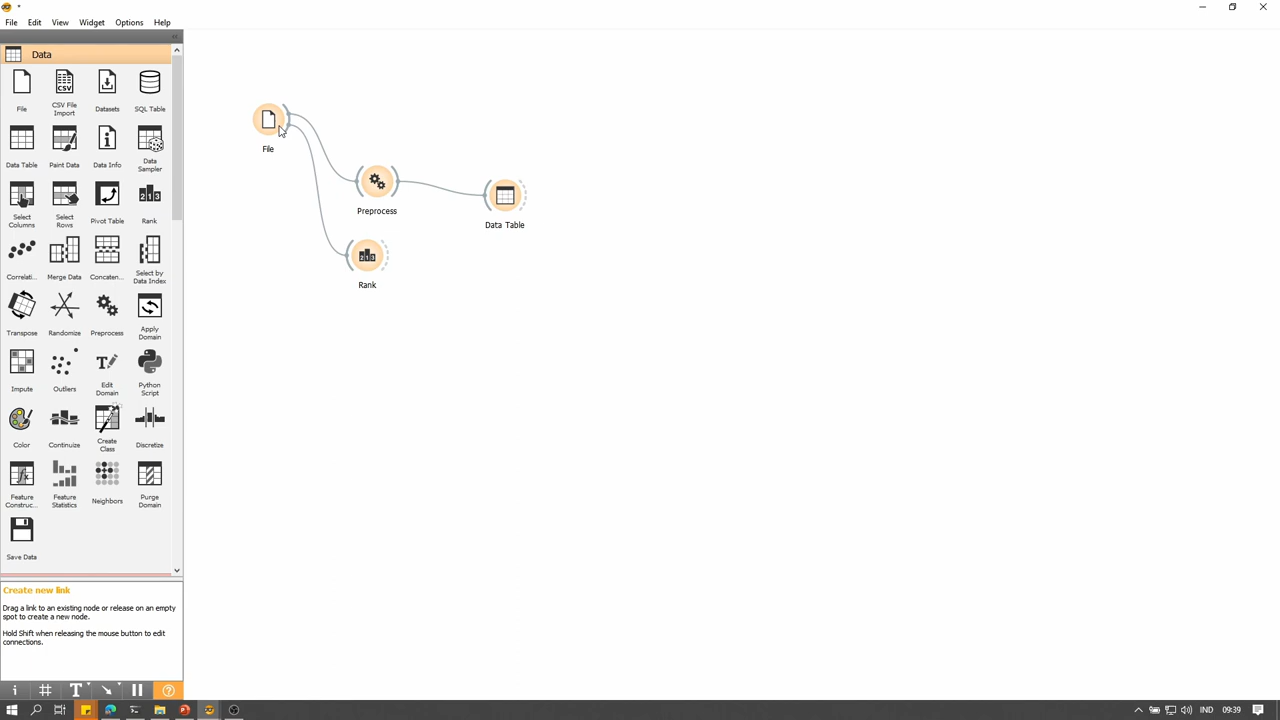 File Edit View Widget Options Help
Data
File
CSV File
Import
Datasets
SQL Table
Data Table
Paint Data
Data Info
Data
Sampler
Select
Columns
Select
Rows
Pivot Table
Rank
Correlati...
Merge Data
Concaten...
Select by
Data Index
Transpose
Randomize
Preprocess
Apply
Domain
Impute
Outliers
Edit
Domain
Python
Script
Color
Continuize
Create
Class
Discretize
Feature
Construc...
Feature
Statistics
Neighbors
Purge
Domain
Save Data
File
Preprocess
Data Table
Rank
Create new link
Drag a link to an existing node or release on an empty
spot to create a new node.
Hold Shift when releasing the mouse button to edit
connections.
IND 09:39